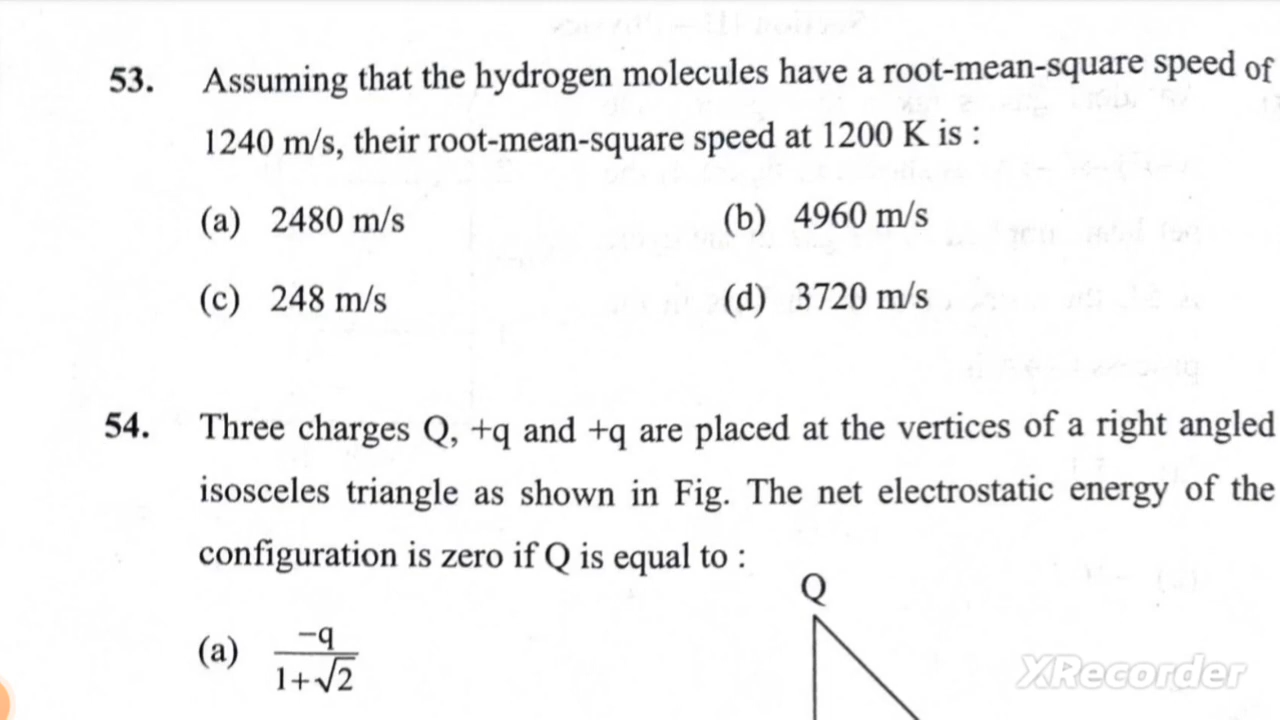 53. Assuming that the hydrogen molecules have a root-mean-square speed of
1240 m/s, their root-mean-square speed at 1200 K is :
(a) 2480 m/s (b) 4960 m/s
(c) 248 m/s (d) 3720 m/s
54. Three charges Q, +q and +q are placed at the vertices of a right angled
isosceles triangle as shown in Fig. The net electrostatic energy of the
configuration is zero if Q is equal to :
Q
(a) −q/(1+√2)
XRecorder